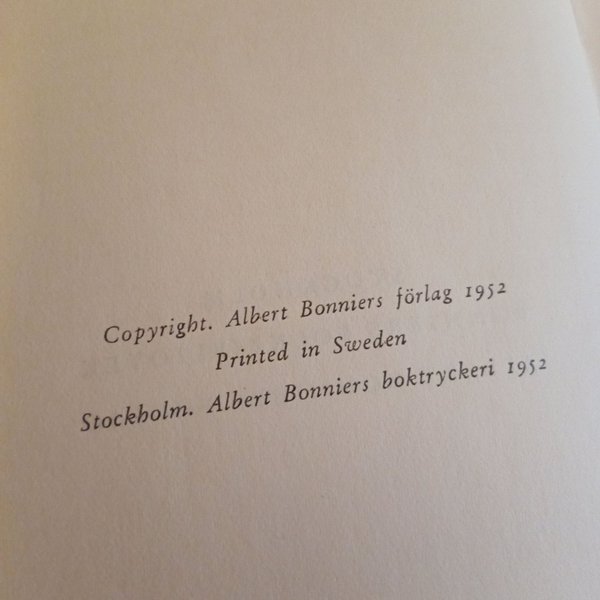 Copyright. Albert Bonniers förlag 1952
Printed in Sweden
Stockholm. Albert Bonniers boktryckeri 1952